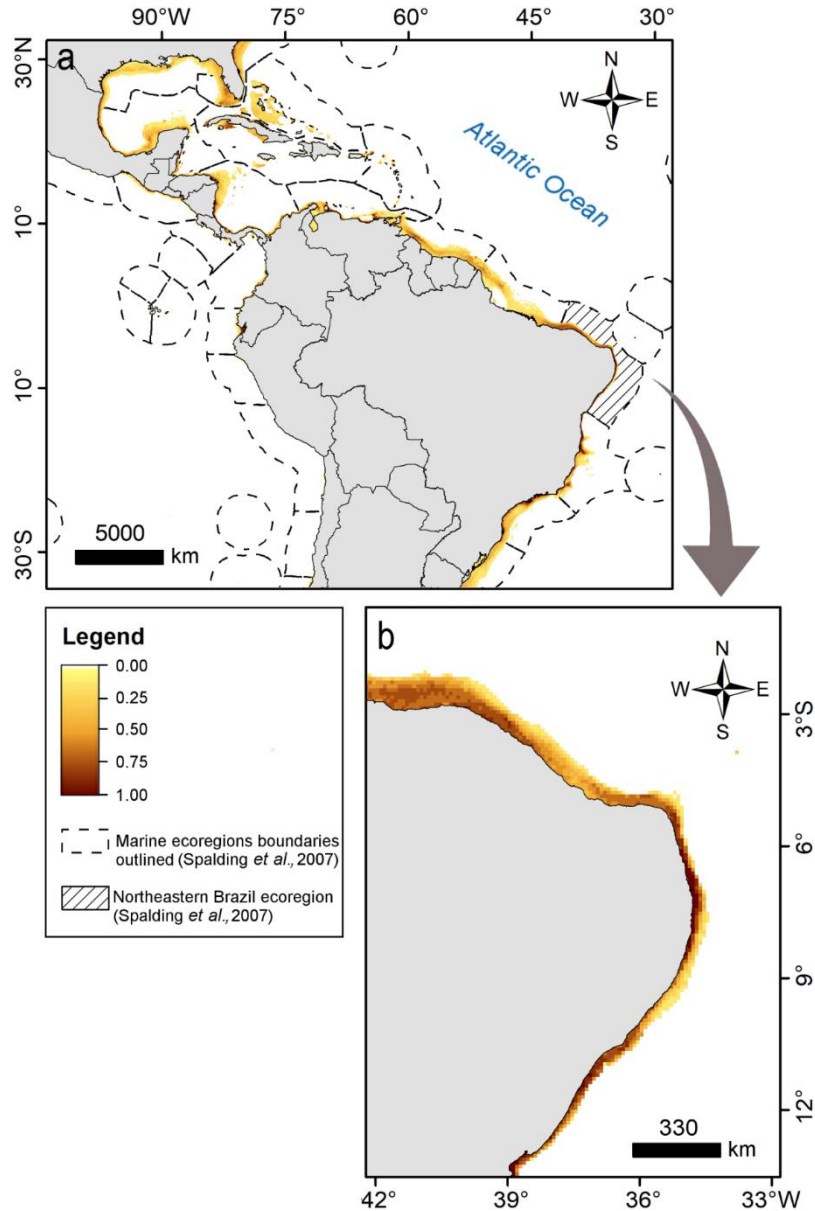 90°W 75° 60° 45° 30°
a
30°N
N
W E
S
Atlantic Ocean
10°
10°
30°S
5000
km
Legend
0.00
0.25
0.50
0.75
1.00
Marine ecoregions boundaries
outlined (Spalding et al., 2007)
Northeastern Brazil ecoregion
(Spalding et al., 2007)
b
N
W E
S
3°S
6°
9°
12°
330
km
42° 39° 36° 33°W